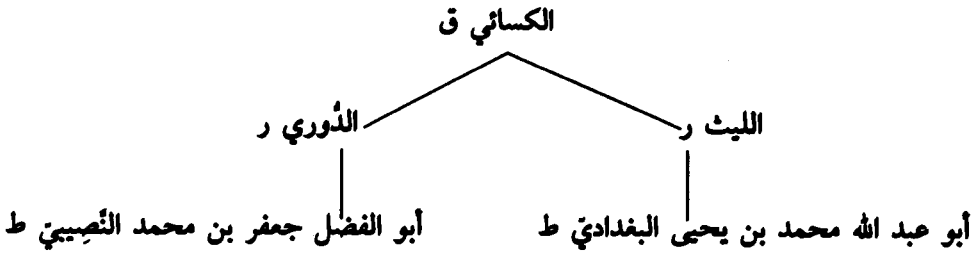 الكسائي ق
الليث ر
الدُّوري ر
أبو عبد الله محمد بن يحيى البغداديّ ط
أبو الفضل جعفر بن محمد النَّصِيبيّ ط